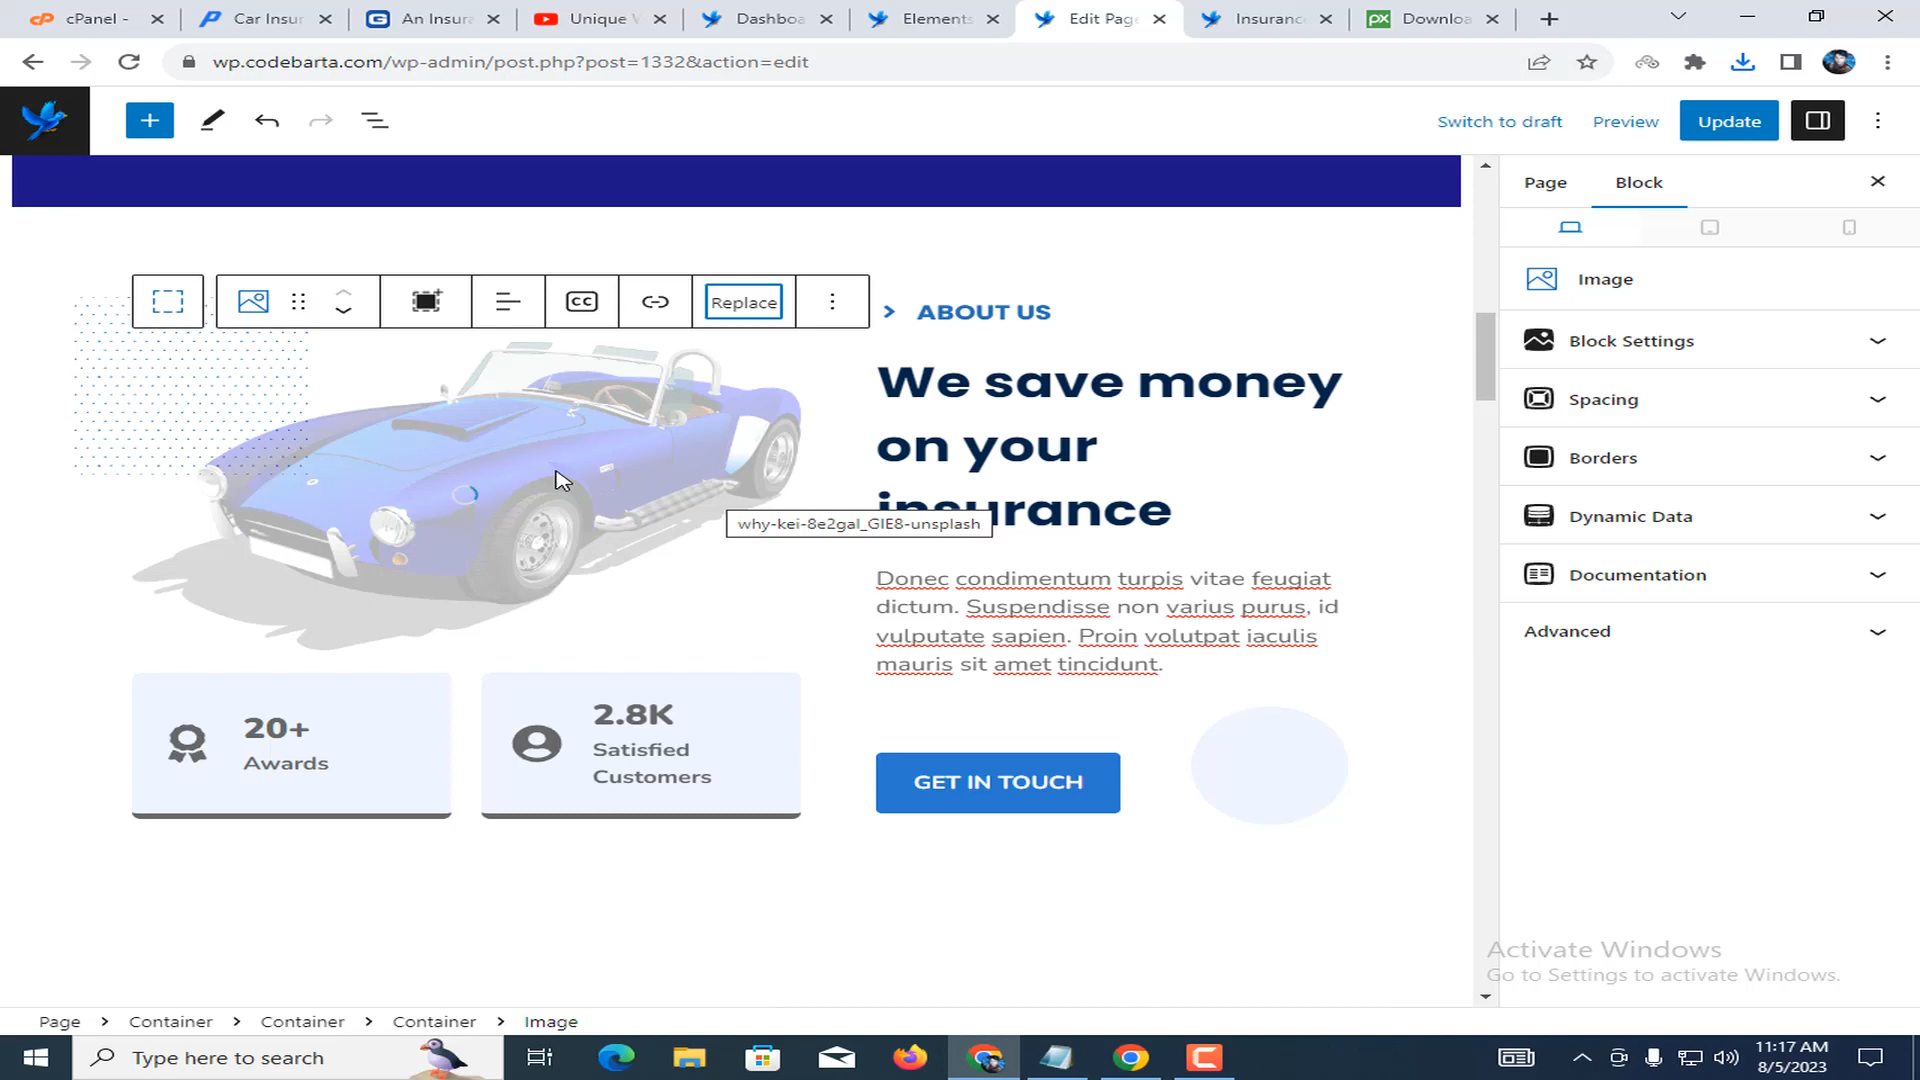 cPanel -
Car Insur
An Insura
Unique V
Dashboa
Elements
Edit Pag
Insuranc
Downloa
wp.codebarta.com/wp-admin/post.php?post=1332&action=edit
Switch to draft
Preview
Update
Page
Block
Image
Block Settings
Spacing
Borders
Dynamic Data
Documentation
Advanced
CC
Replace
ABOUT US
We save money
on your
insurance
why-kei-8e2gal_GIE8-unsplash
Donec condimentum turpis vitae feugiat
dictum. Suspendisse non varius purus, id
vulputate sapien. Proin volutpat iaculis
mauris sit amet tincidunt.
20+
Awards
2.8K
Satisfied
Customers
GET IN TOUCH
Activate Windows
Go to Settings to activate Windows.
Page > Container > Container > Container > Image
Type here to search
11:17 AM
8/5/2023